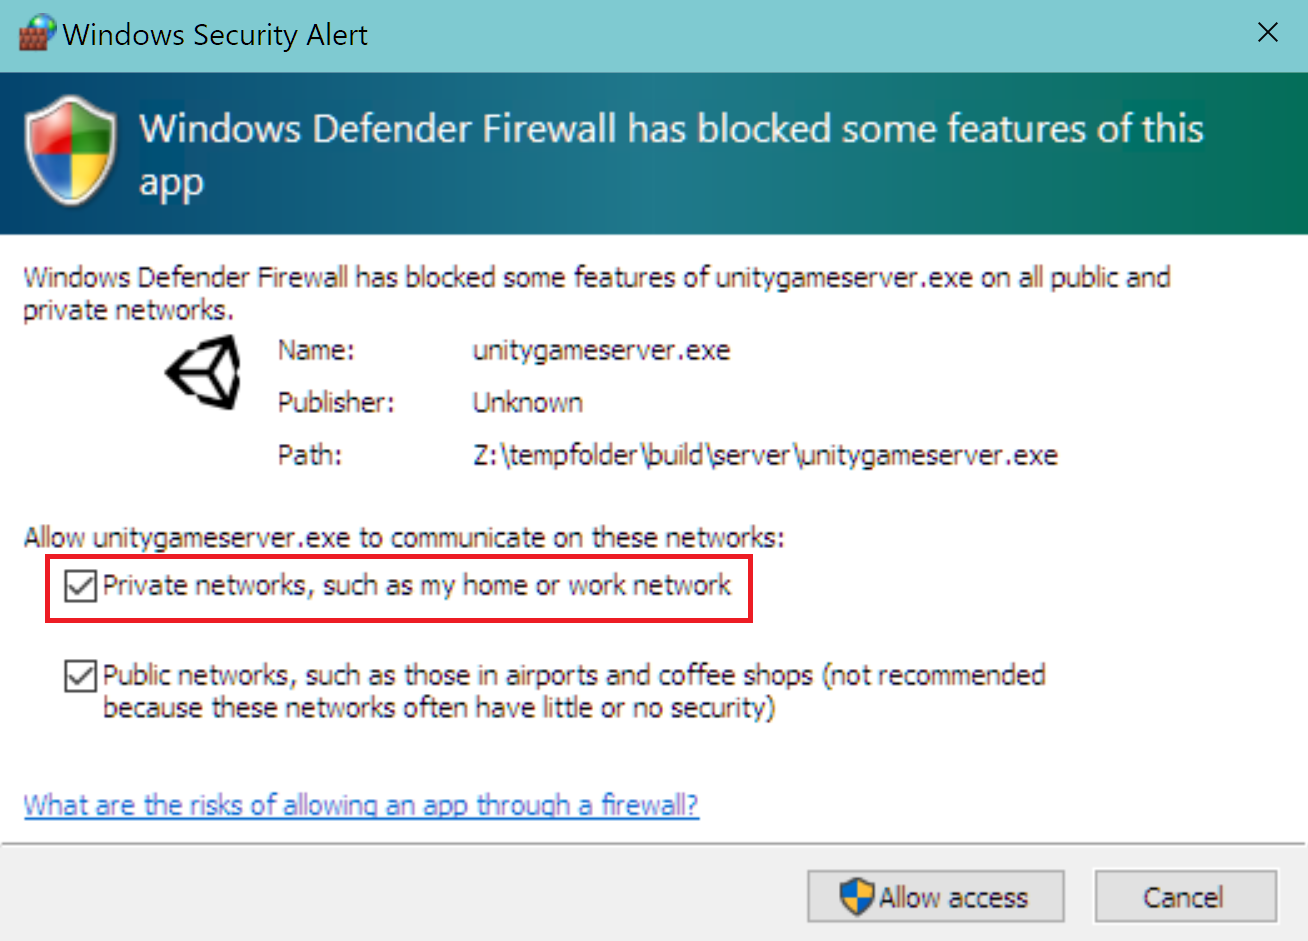 Windows Security Alert
Windows Defender Firewall has blocked some features of this
app
Windows Defender Firewall has blocked some features of unitygameserver.exe on all public and
private networks.
Name: unitygameserver.exe
Publisher: Unknown
Path: Z:\tempfolder\build\server\unitygameserver.exe
Allow unitygameserver.exe to communicate on these networks:
Private networks, such as my home or work network
Public networks, such as those in airports and coffee shops (not recommended
because these networks often have little or no security)
What are the risks of allowing an app through a firewall?
Allow access Cancel